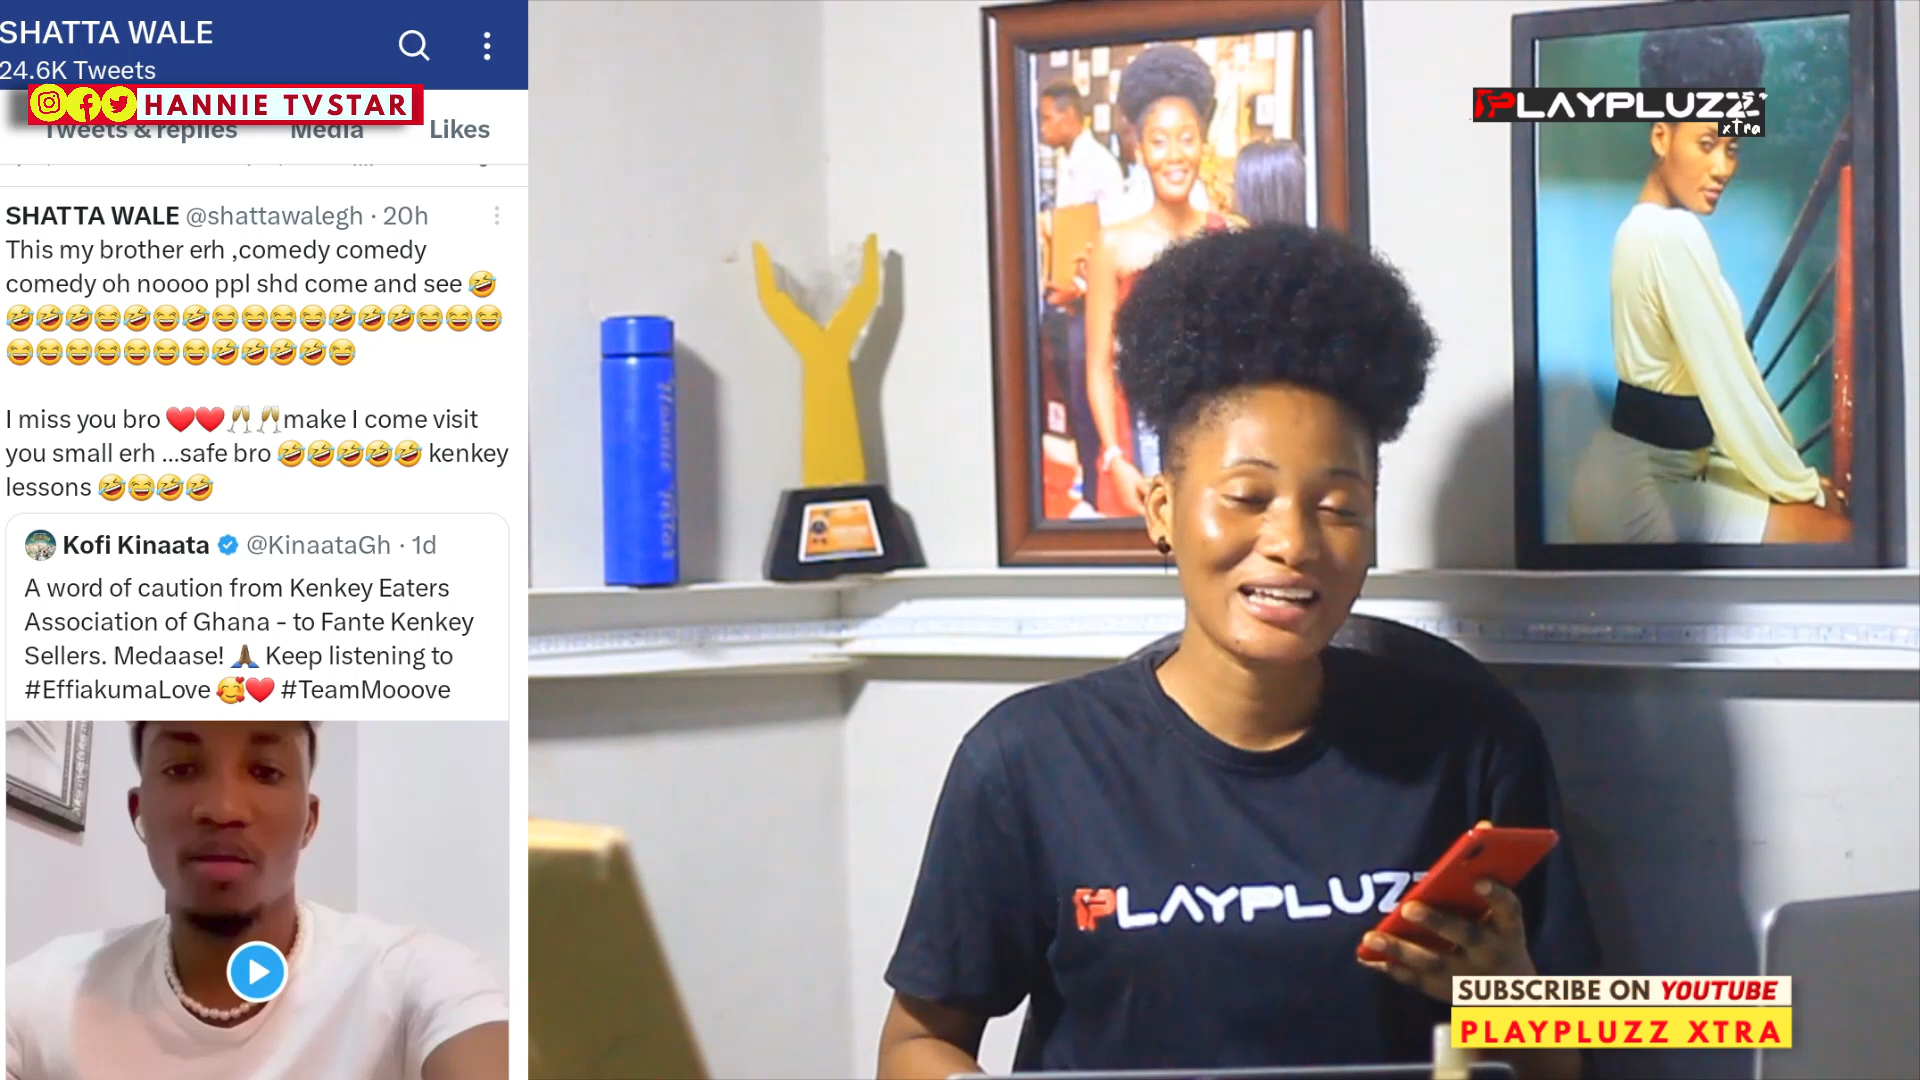 SHATTA WALE
24.6K Tweets
HANNIE TVSTAR
Tweets & replies Media Likes
SHATTA WALE @shattawalegh · 20h
This my brother erh ,comedy comedy
comedy oh noooo ppl shd come and see 🤣
🤣🤣🤣😂🤣😂🤣😂😂😂😂🤣🤣🤣😂😂😂
😂😂😂😂😂😂😂🤣🤣🤣🤣😂
I miss you bro ❤️❤️🥂🥂make I come visit
you small erh ...safe bro 🤣🤣🤣🤣🤣 kenkey
lessons 🤣😂🤣🤣
Kofi Kinaata @KinaataGh · 1d
A word of caution from Kenkey Eaters
Association of Ghana - to Fante Kenkey
Sellers. Medaase! 🙏🏾 Keep listening to
#EffiakumaLove 🥰❤️ #TeamMooove
PLAYPLUZZ
xTra
Hannie TVStar
PLAYPLUZ
SUBSCRIBE ON YOUTUBE
PLAYPLUZZ XTRA